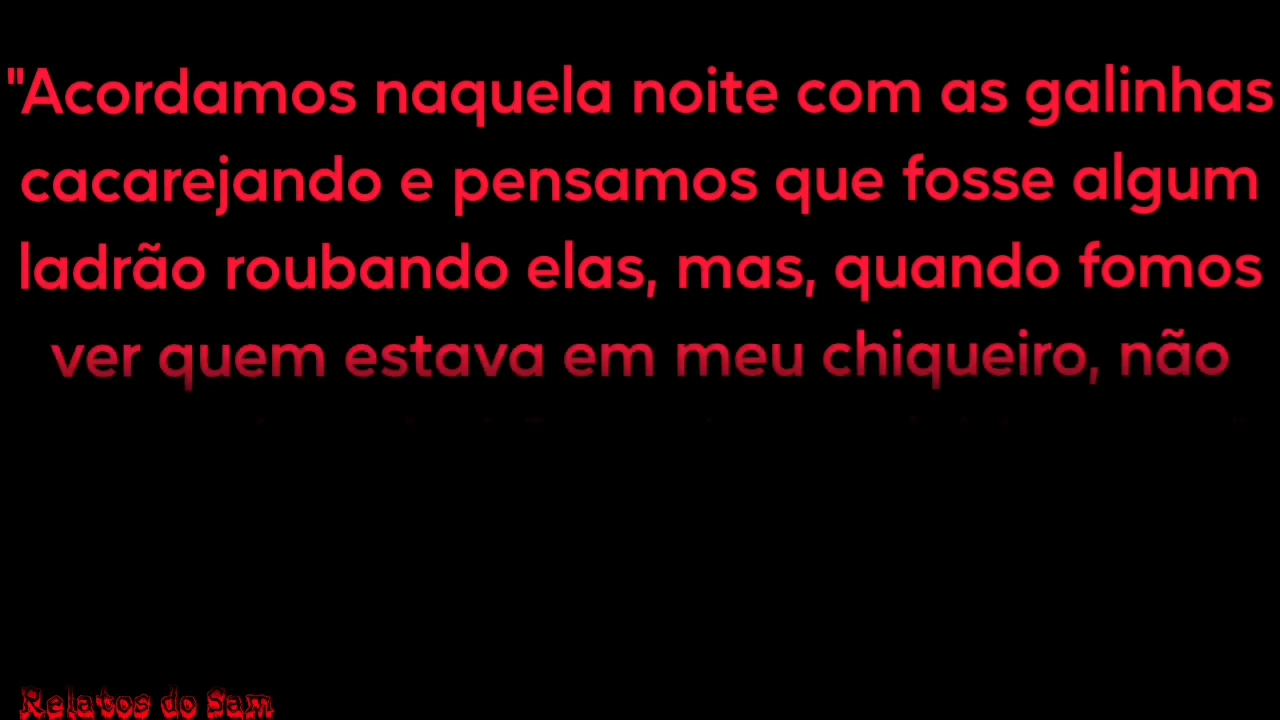 "Acordamos naquela noite com as galinhas
cacarejando e pensamos que fosse algum
ladrão roubando elas, mas, quando fomos
ver quem estava em meu chiqueiro, não
Relatos do Sam